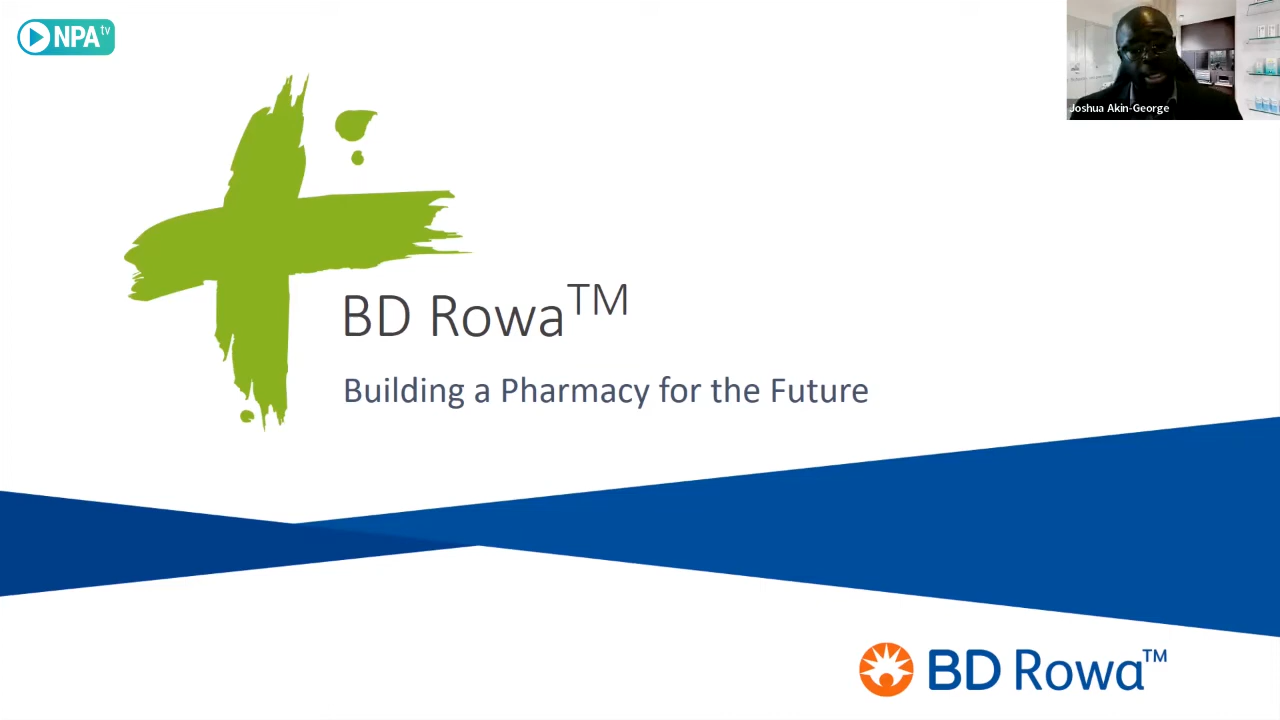 NPA tv
Joshua Akin-George
BD Rowa™
Building a Pharmacy for the Future
BD Rowa™